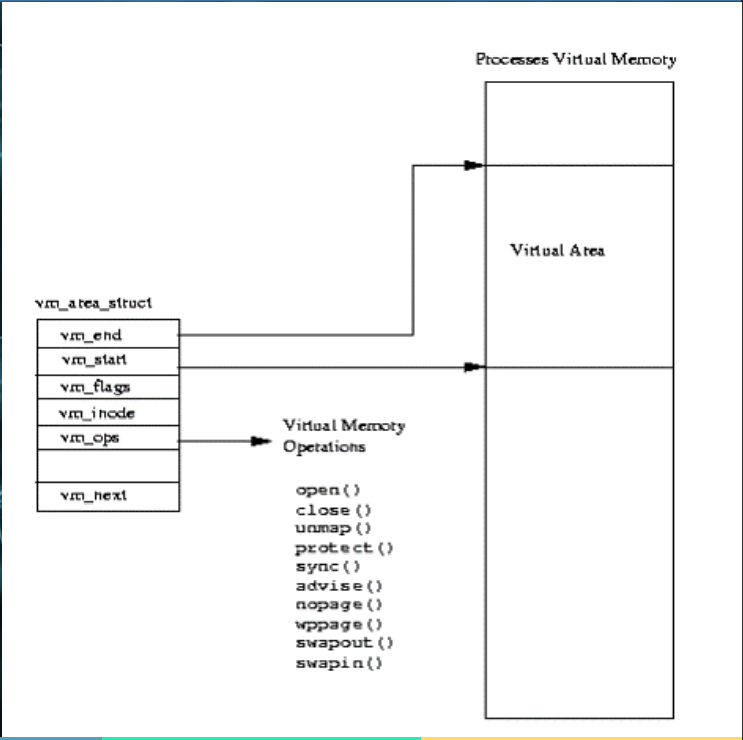 Processes Virtual Memory
Virtual Area
vm_area_struct
vm_end
vm_start
vm_flags
vm_inode
vm_ops
vm_next
Virtual Memory
Operations
open()
close()
unmap()
protect()
sync()
advise()
nopage()
wppage()
swapout()
swapin()